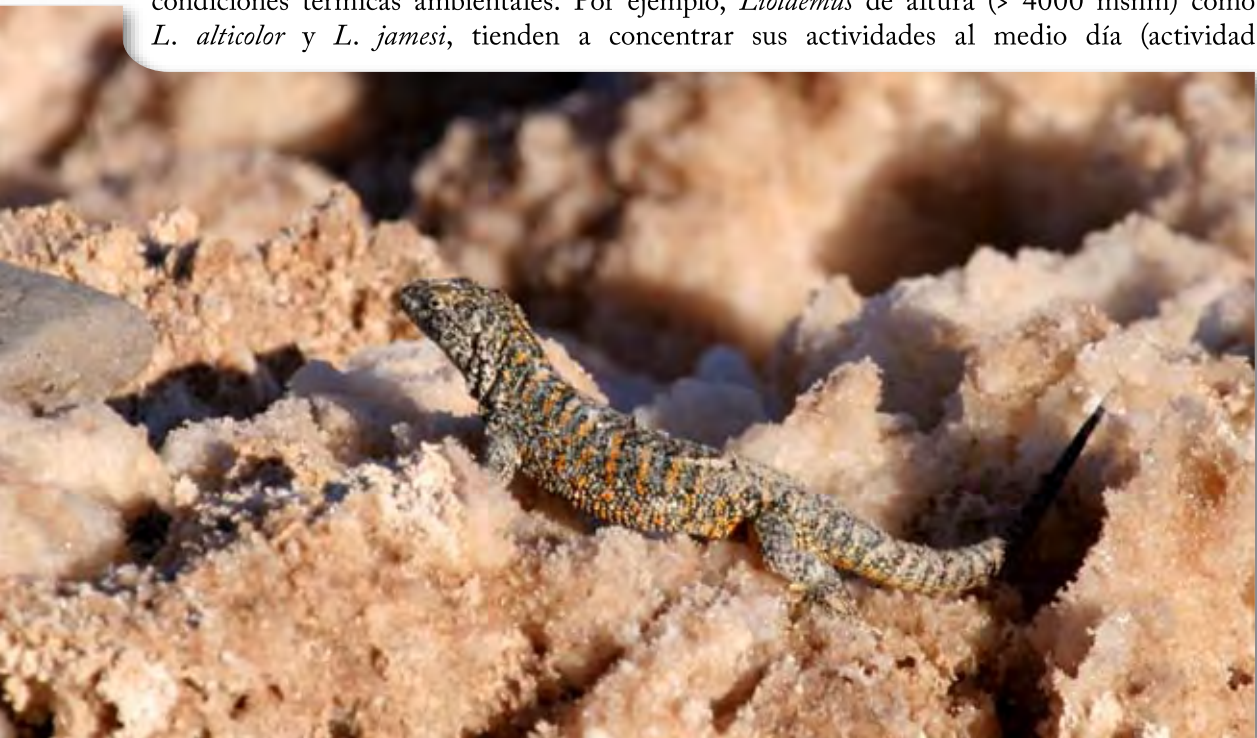 condiciones térmicas ambientales. Por ejemplo, Liolaemus de altura (> 4000 msnm) como
L. alticolor y L. jamesi, tienden a concentrar sus actividades al medio día (actividad